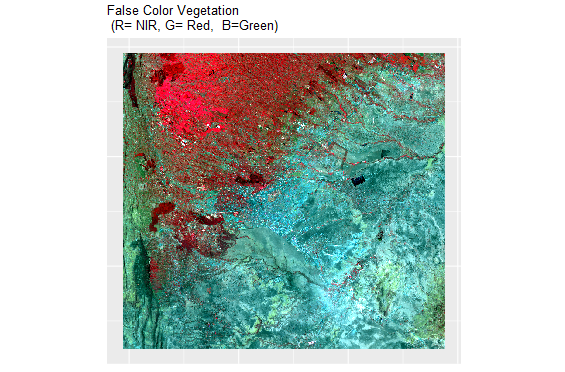 False Color Vegetation
(R= NIR, G= Red, B=Green)